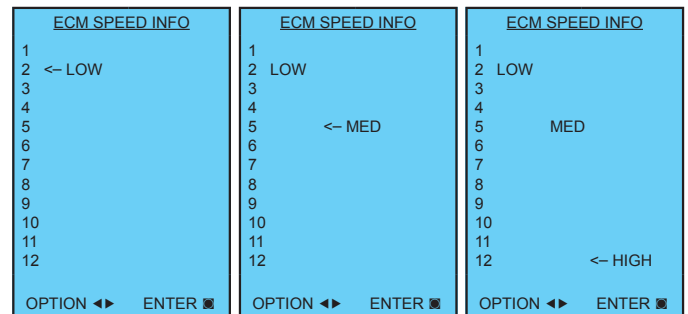 ECM SPEED INFO
1
2 <– LOW
3
4
5
6
7
8
9
10
11
12
OPTION ◄► ENTER ◙
ECM SPEED INFO
1
2 LOW
3
4
5 <– MED
6
7
8
9
10
11
12
OPTION ◄► ENTER ◙
ECM SPEED INFO
1
2 LOW
3
4
5 MED
6
7
8
9
10
11
12 <– HIGH
OPTION ◄► ENTER ◙